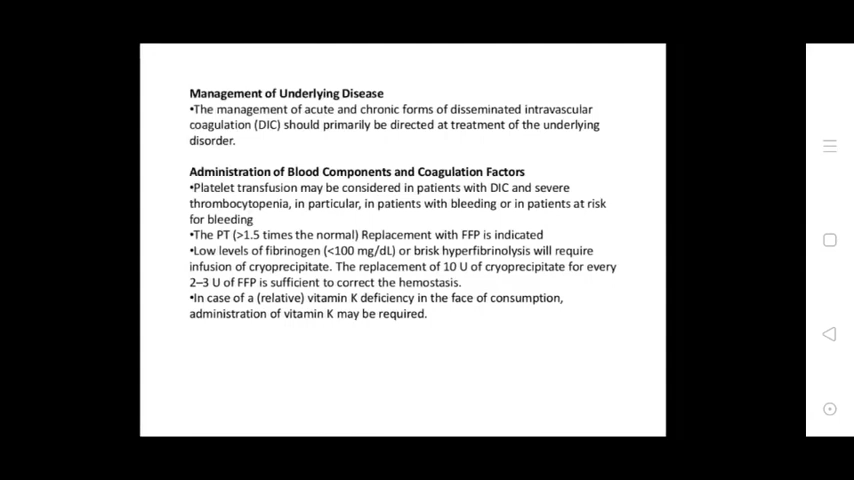 Management of Underlying Disease
•The management of acute and chronic forms of disseminated intravascular
coagulation (DIC) should primarily be directed at treatment of the underlying
disorder.
Administration of Blood Components and Coagulation Factors
•Platelet transfusion may be considered in patients with DIC and severe
thrombocytopenia, in particular, in patients with bleeding or in patients at risk
for bleeding
•The PT (>1.5 times the normal) Replacement with FFP is indicated
•Low levels of fibrinogen (<100 mg/dL) or brisk hyperfibrinolysis will require
infusion of cryoprecipitate. The replacement of 10 U of cryoprecipitate for every
2–3 U of FFP is sufficient to correct the hemostasis.
•In case of a (relative) vitamin K deficiency in the face of consumption,
administration of vitamin K may be required.